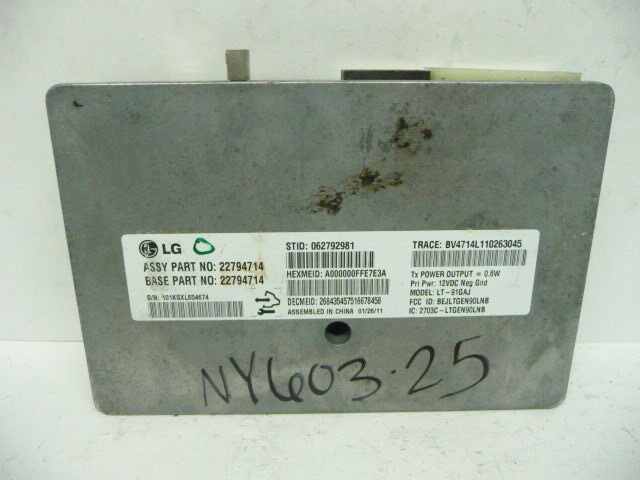 LG
ASSY PART NO: 22794714
BASE PART NO: 22794714
S/N: 101KSXL654674
STID: 062792981
HEXMEID: A000000FFE7E3A
DECMEID: 268435457516678458
ASSEMBLED IN CHINA 01/26/11
TRACE: BV4714L110263045
Tx POWER OUTPUT = 0.6W
Pri Pwr: 12VDC Neg Gnd
MODEL: LT-91GAJ
FCC ID: BEJLTGEN90LNB
IC: 2703C-LTGEN90LNB
NY603.25